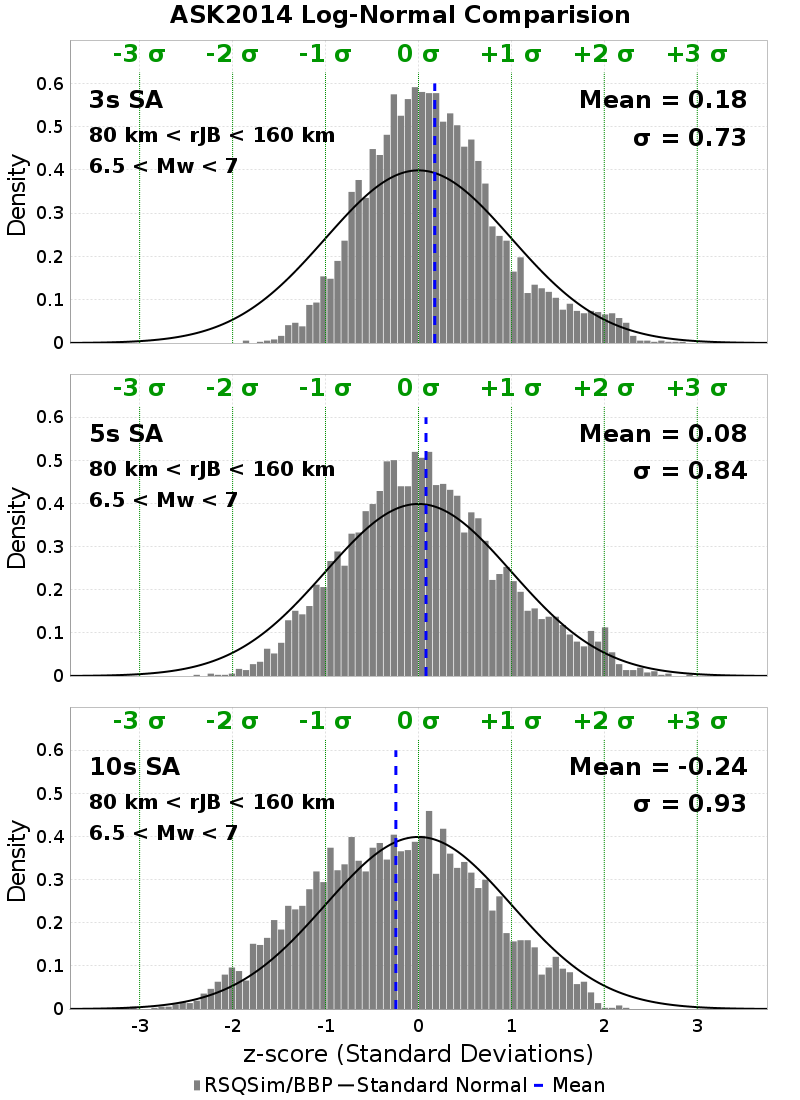 ASK2014 Log-Normal Comparision
-3 σ -2 σ -1 σ 0 σ +1 σ +2 σ +3 σ
3s SA Mean = 0.18
80 km < rJB < 160 km σ = 0.73
6.5 < Mw < 7
Density
0.6
0.5
0.4
0.3
0.2
0.1
0
-3 σ -2 σ -1 σ 0 σ +1 σ +2 σ +3 σ
5s SA Mean = 0.08
80 km < rJB < 160 km σ = 0.84
6.5 < Mw < 7
Density
0.6
0.5
0.4
0.3
0.2
0.1
0
-3 σ -2 σ -1 σ 0 σ +1 σ +2 σ +3 σ
10s SA Mean = -0.24
80 km < rJB < 160 km σ = 0.93
6.5 < Mw < 7
Density
0.6
0.5
0.4
0.3
0.2
0.1
0
-3 -2 -1 0 1 2 3
z-score (Standard Deviations)
RSQSim/BBP Standard Normal Mean